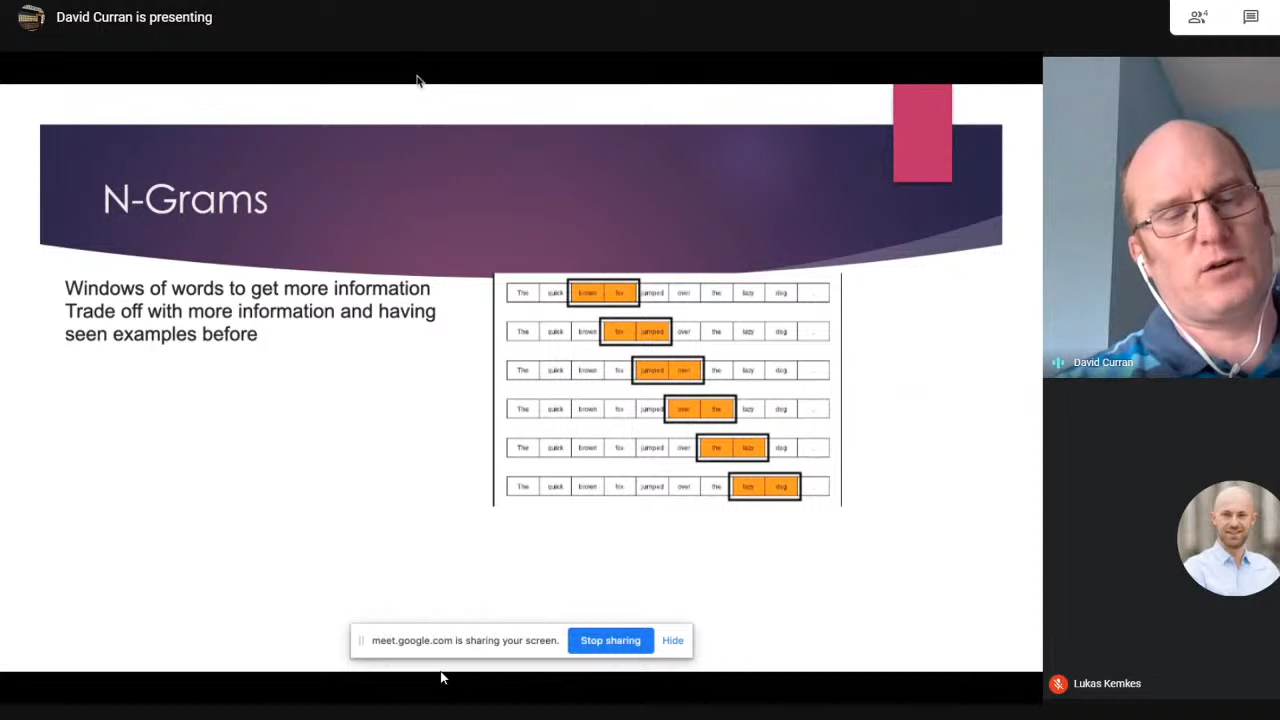 David Curran is presenting
4
N-Grams
Windows of words to get more information
Trade off with more information and having
seen examples before
The quick brown fox jumped over the lazy dog .
The quick brown fox jumped over the lazy dog .
The quick brown fox jumped over the lazy dog .
The quick brown fox jumped over the lazy dog .
The quick brown fox jumped over the lazy dog .
The quick brown fox jumped over the lazy dog .
David Curran
meet.google.com is sharing your screen. Stop sharing Hide
Lukas Kemkes